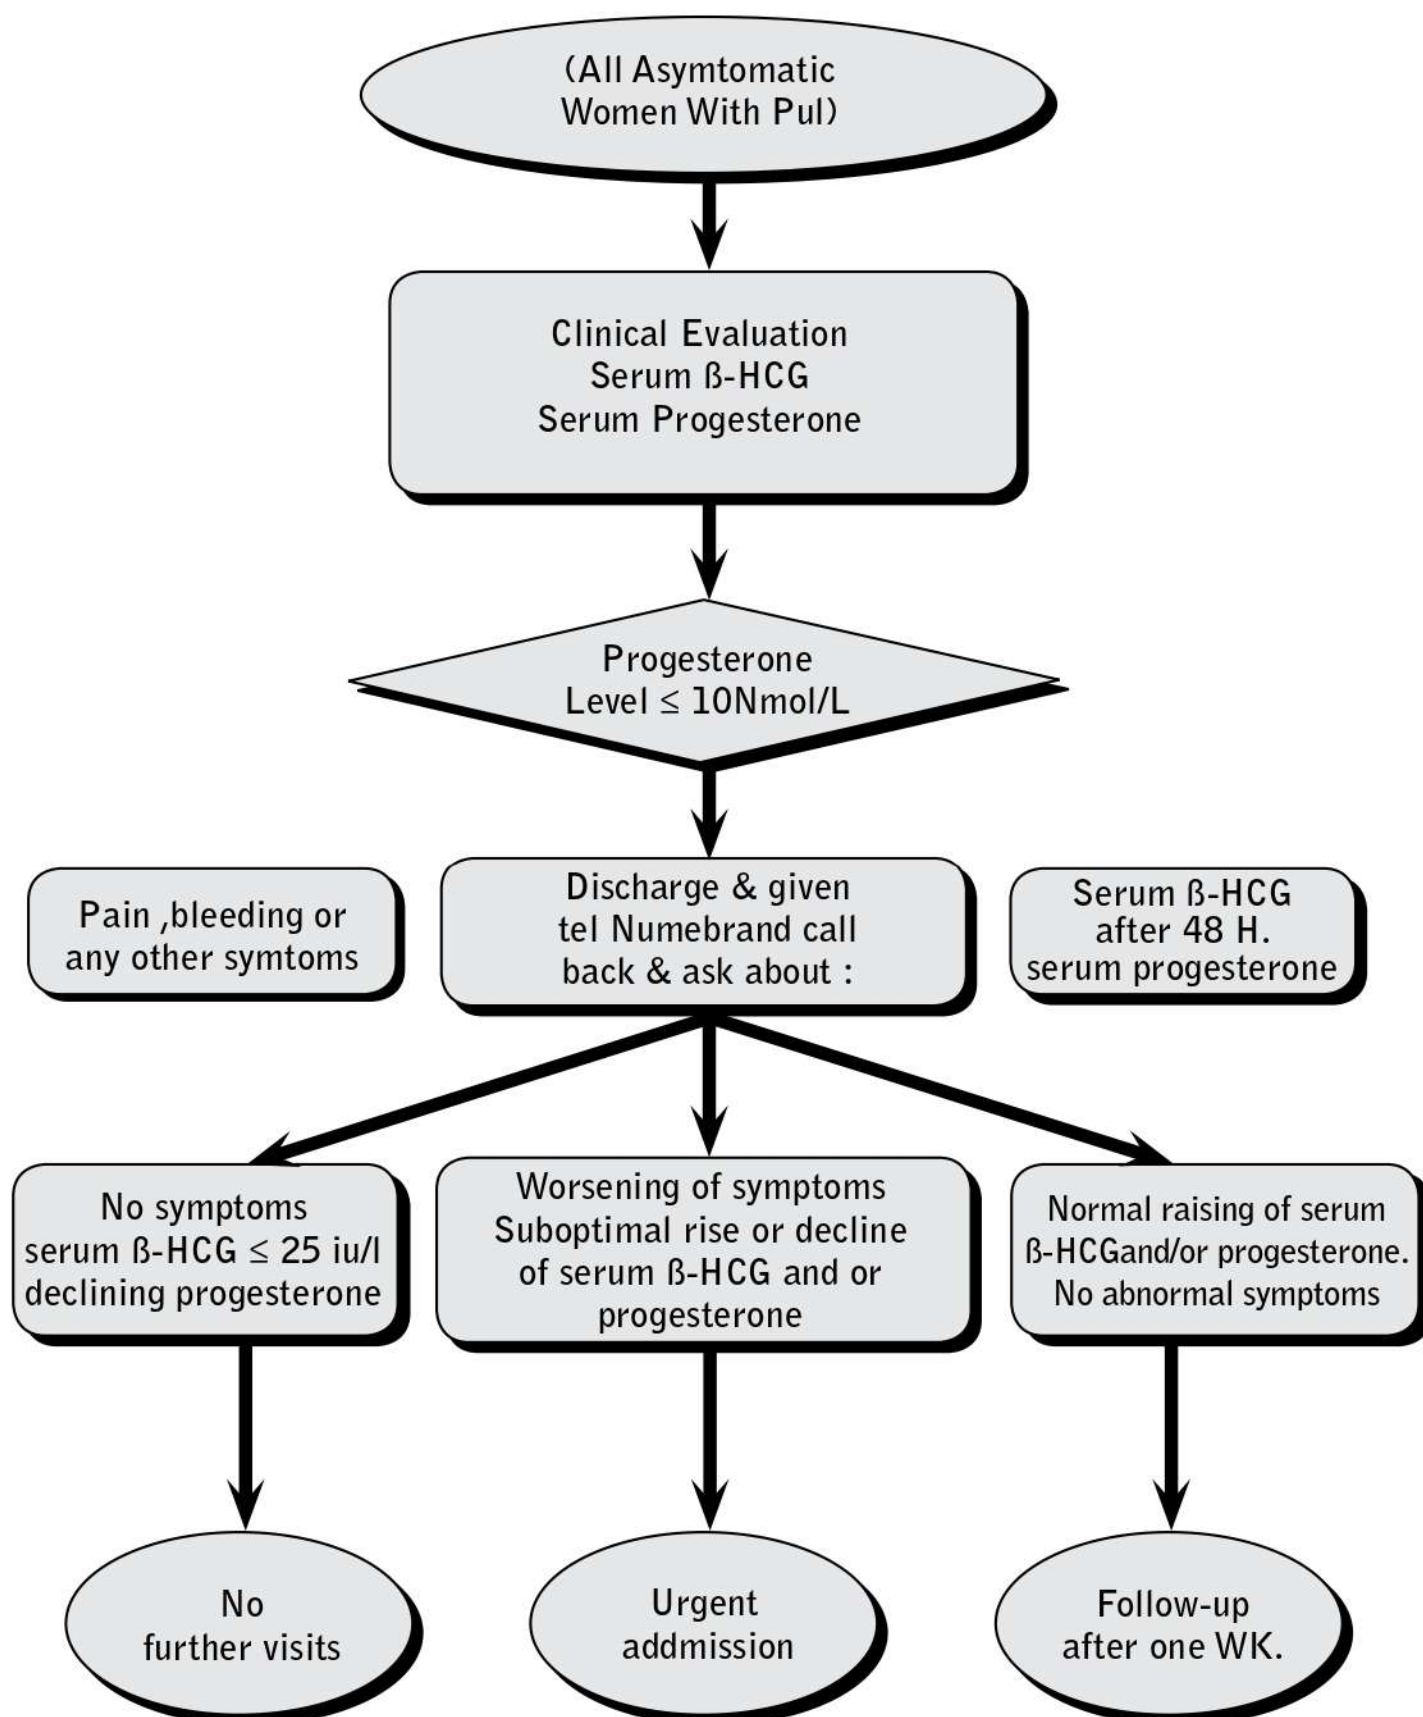 (All Asymtomatic
Women With Pul)
Clinical Evaluation
Serum ß-HCG
Serum Progesterone
Progesterone
Level ≤ 10Nmol/L
Pain ,bleeding or
any other symtoms
Discharge & given
tel Numebrand call
back & ask about :
Serum ß-HCG
after 48 H.
serum progesterone
No symptoms
serum ß-HCG ≤ 25 iu/l
declining progesterone
Worsening of symptoms
Suboptimal rise or decline
of serum ß-HCG and or
progesterone
Normal raising of serum
ß-HCGand/or progesterone.
No abnormal symptoms
No
further visits
Urgent
addmission
Follow-up
after one WK.